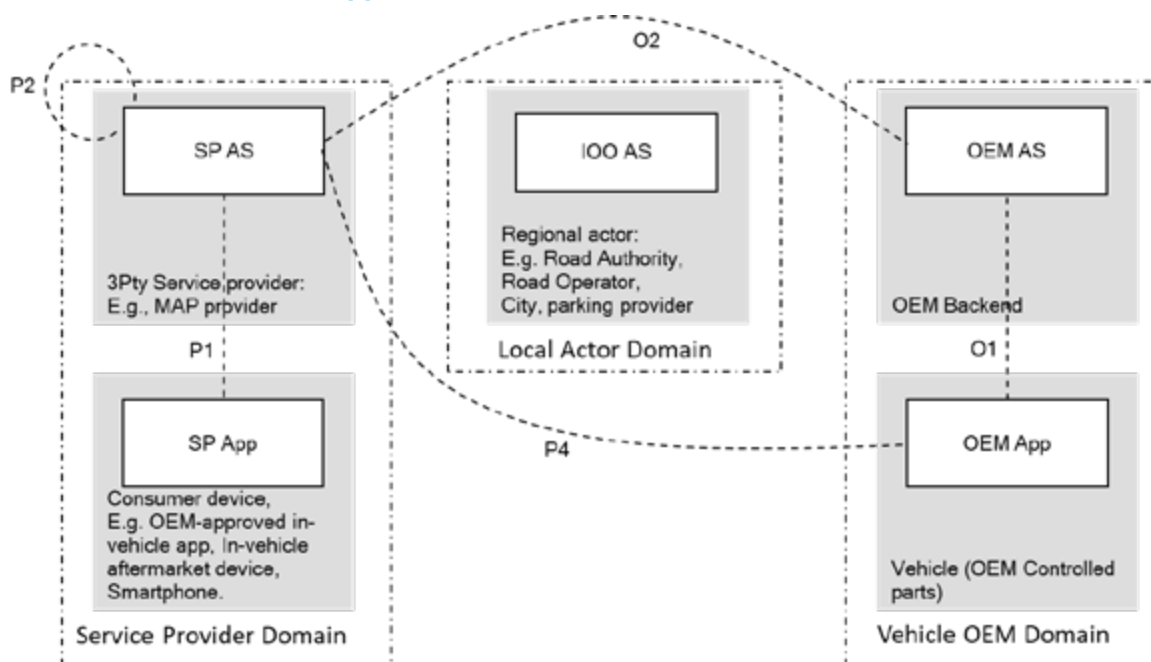 O2
P2
SP AS
IOO AS
OEM AS
3Pty Service provider:
E.g., MAP provider
Regional actor:
E.g. Road Authority,
Road Operator,
City, parking provider
OEM Backend
P1
Local Actor Domain
O1
SP App
P4
OEM App
Consumer device,
E.g. OEM-approved in-
vehicle app, In-vehicle
aftermarket device,
Smartphone.
Vehicle (OEM Controlled
parts)
Service Provider Domain
Vehicle OEM Domain